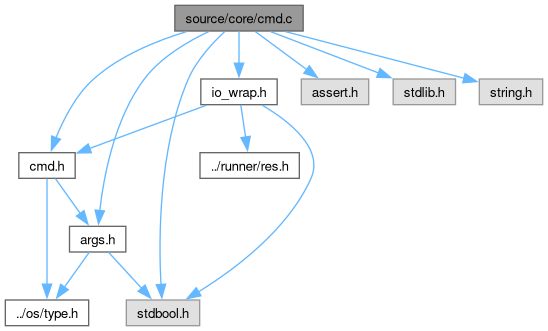 source/core/cmd.c
io_wrap.h
assert.h
stdlib.h
string.h
cmd.h
../runner/res.h
args.h
../os/type.h
stdbool.h